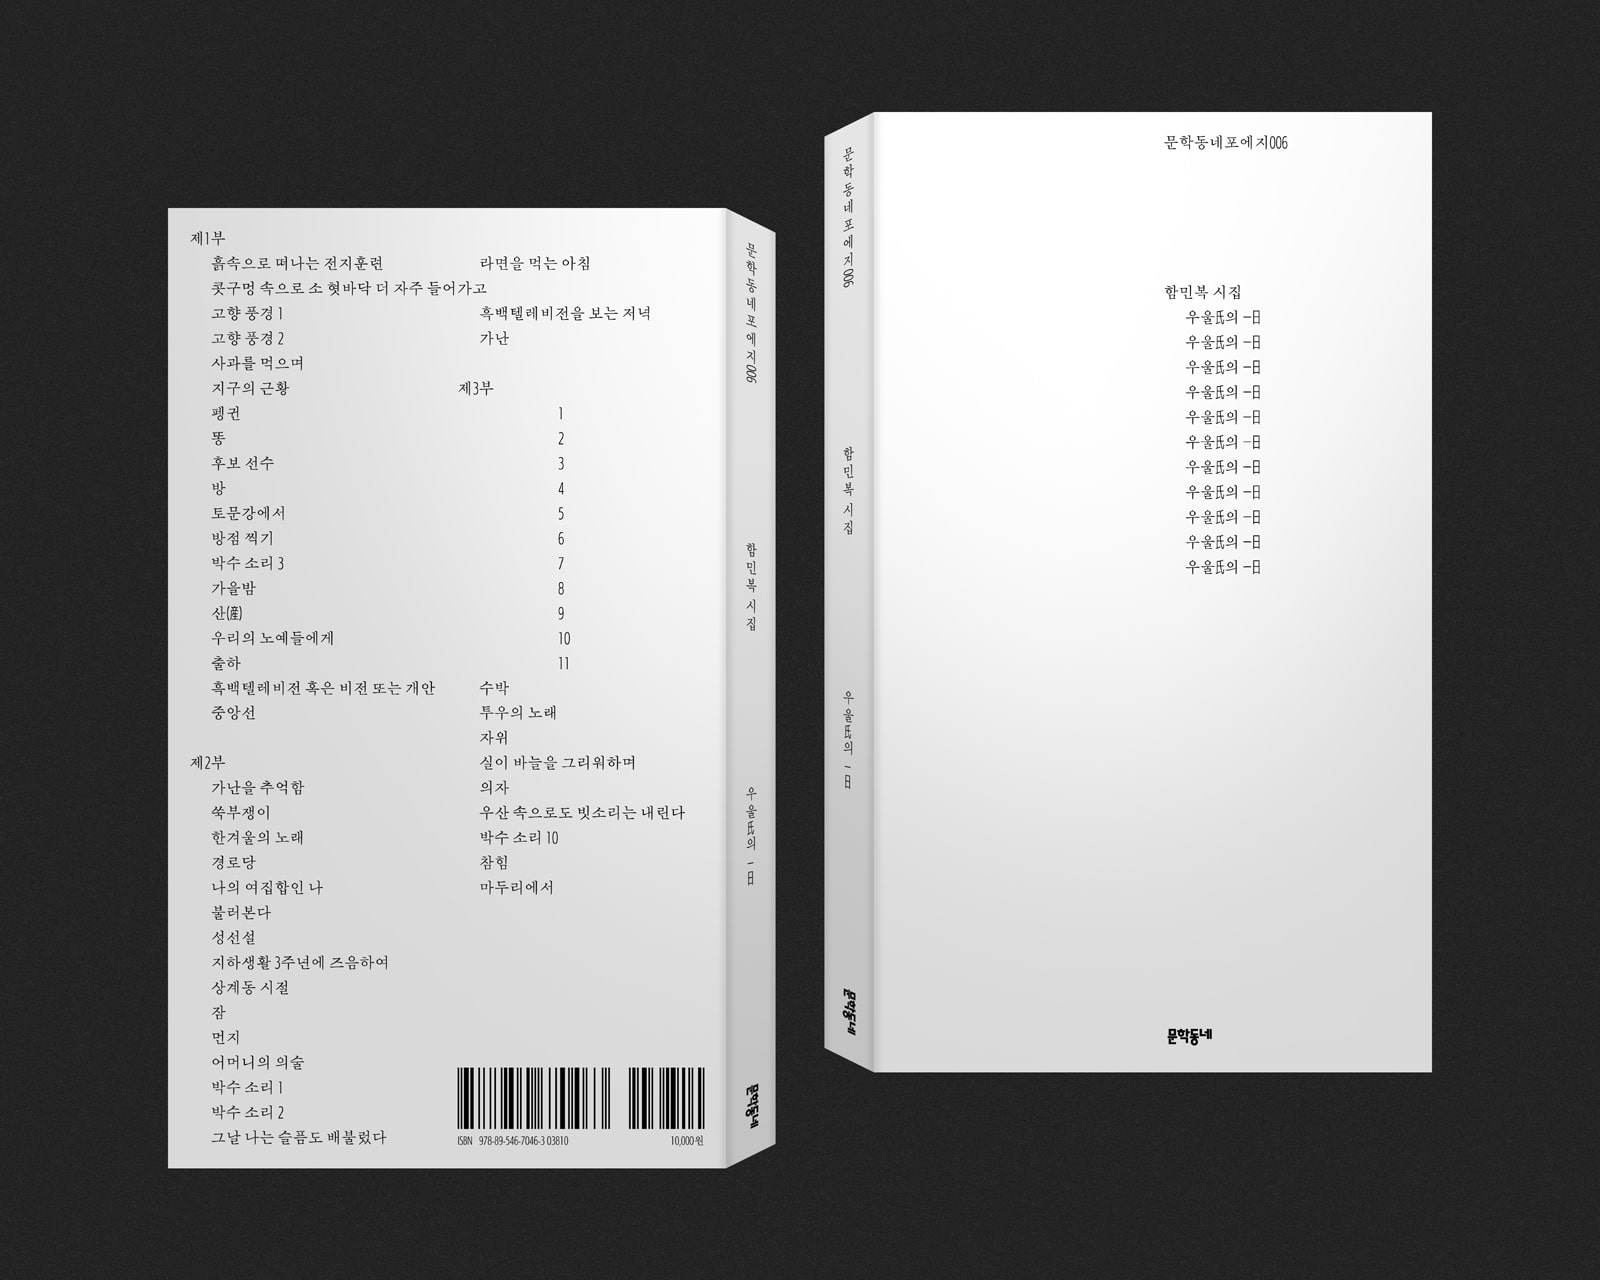 제1부
흙속으로 떠나는 전지훈련
콧구멍 속으로 소 혓바닥 더 자주 들어가고
고향 풍경 1
고향 풍경 2
사과를 먹으며
지구의 근황
펭귄
똥
후보 선수
방
토문강에서
방점 찍기
박수 소리 3
가을밤
산(産)
우리의 노예들에게
출하
흑백텔레비전 혹은 비전 또는 개안
중앙선
제2부
가난을 추억함
쑥부쟁이
한겨울의 노래
경로당
나의 여집합인 나
불러본다
성선설
지하생활 3주년에 즈음하여
상계동 시절
잠
먼지
어머니의 의술
박수 소리 1
박수 소리 2
그날 나는 슬픔도 배불렀다
라면을 먹는 아침
흑백텔레비전을 보는 저녁
가난
제3부
1
2
3
4
5
6
7
8
9
10
11
수박
투우의 노래
자위
실이 바늘을 그리워하며
의자
우산 속으로도 빗소리는 내린다
박수 소리 10
참힘
마두리에서
ISBN 978-89-546-7046-3 03810
10,000원
문학동네포에지006
함민복 시집
우울氏의 一日
문학동네
문학동네포에지006
함민복 시집
우울氏의 一日
문학동네
문학동네포에지006
함민복 시집
우울氏의 一日
우울氏의 一日
우울氏의 一日
우울氏의 一日
우울氏의 一日
우울氏의 一日
우울氏의 一日
우울氏의 一日
우울氏의 一日
우울氏의 一日
우울氏의 一日
문학동네